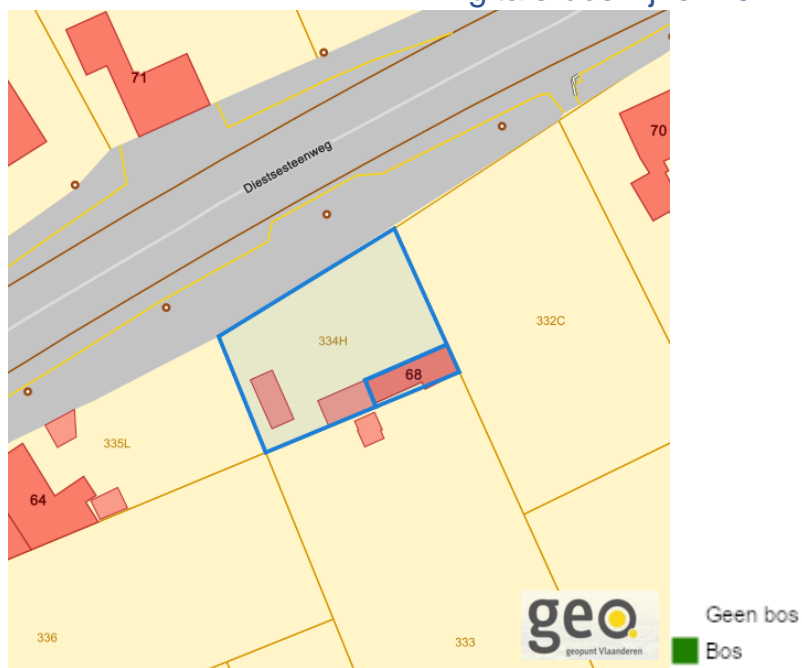 71
Diestsesteenweg
70
334H
332C
68
335L
64
336
333
geo.
geopunt Vlaanderen
Geen bos
Bos